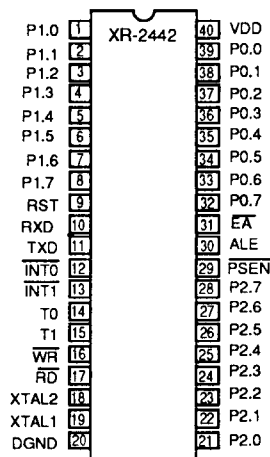 XR-2442
P1.0 1 40 VDD
P1.1 2 39 P0.0
P1.2 3 38 P0.1
P1.3 4 37 P0.2
P1.4 5 36 P0.3
P1.5 6 35 P0.4
P1.6 7 34 P0.5
P1.7 8 33 P0.6
RST 9 32 P0.7
RXD 10 31 EA
TXD 11 30 ALE
INT0 12 29 PSEN
INT1 13 28 P2.7
T0 14 27 P2.6
T1 15 26 P2.5
WR 16 25 P2.4
RD 17 24 P2.3
XTAL2 18 23 P2.2
XTAL1 19 22 P2.1
DGND 20 21 P2.0